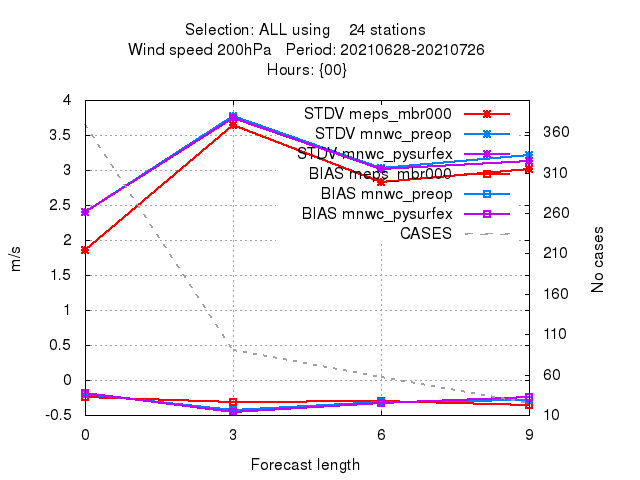 Selection: ALL using    24 stations
Wind speed 200hPa   Period: 20210628-20210726
Hours: {00}
4
3.5
3
2.5
2
1.5
1
0.5
0
-0.5
m/s
STDV meps_mbr000
STDV mnwc_preop
STDV mnwc_pysurfex
BIAS meps_mbr000
BIAS mnwc_preop
BIAS mnwc_pysurfex
CASES
360
310
260
210
160
110
60
10
No cases
0
3
6
9
Forecast length